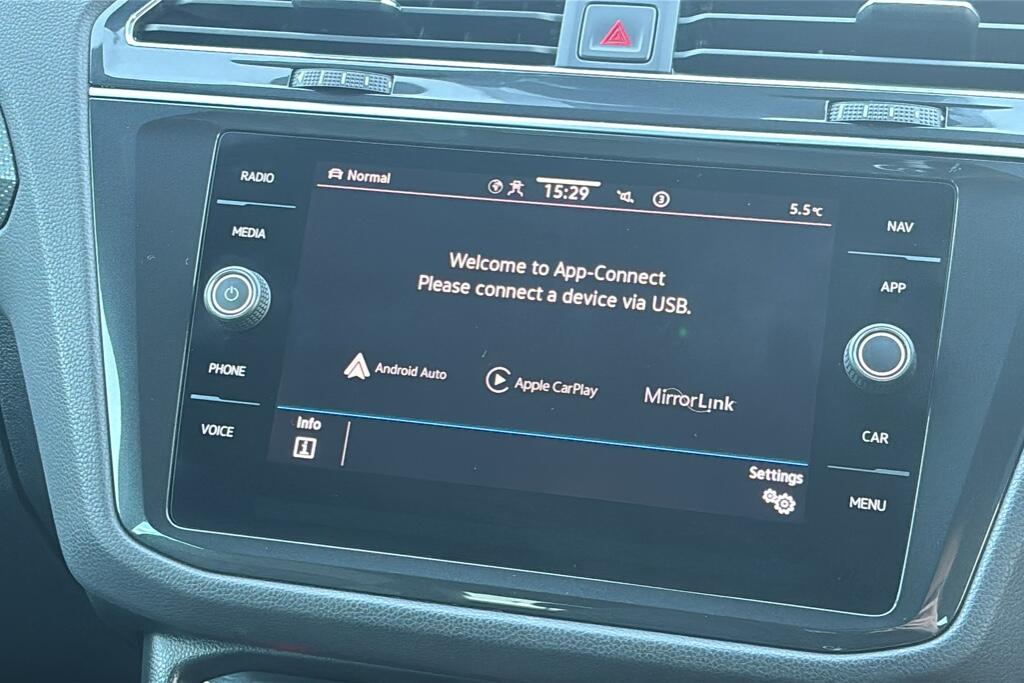 RADIO
MEDIA
PHONE
VOICE
Normal
15:29
3
5.5°C
Welcome to App-Connect
Please connect a device via USB.
Android Auto
Apple CarPlay
MirrorLink
Info
i
Settings
NAV
APP
CAR
MENU